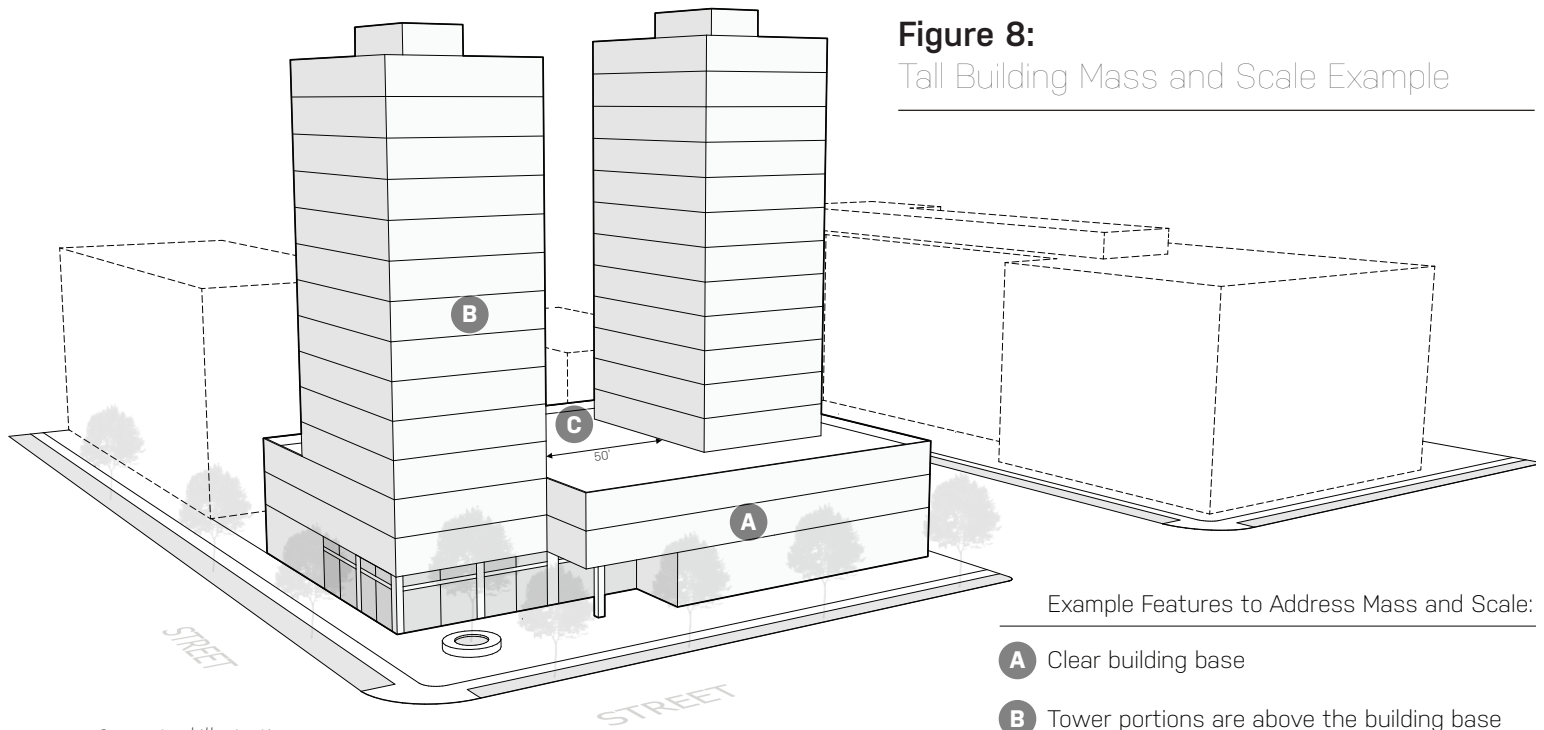 Figure 8:
Tall Building Mass and Scale Example
B
C
50'
A
Example Features to Address Mass and Scale:
A Clear building base
B Tower portions are above the building base
STREET
STREET